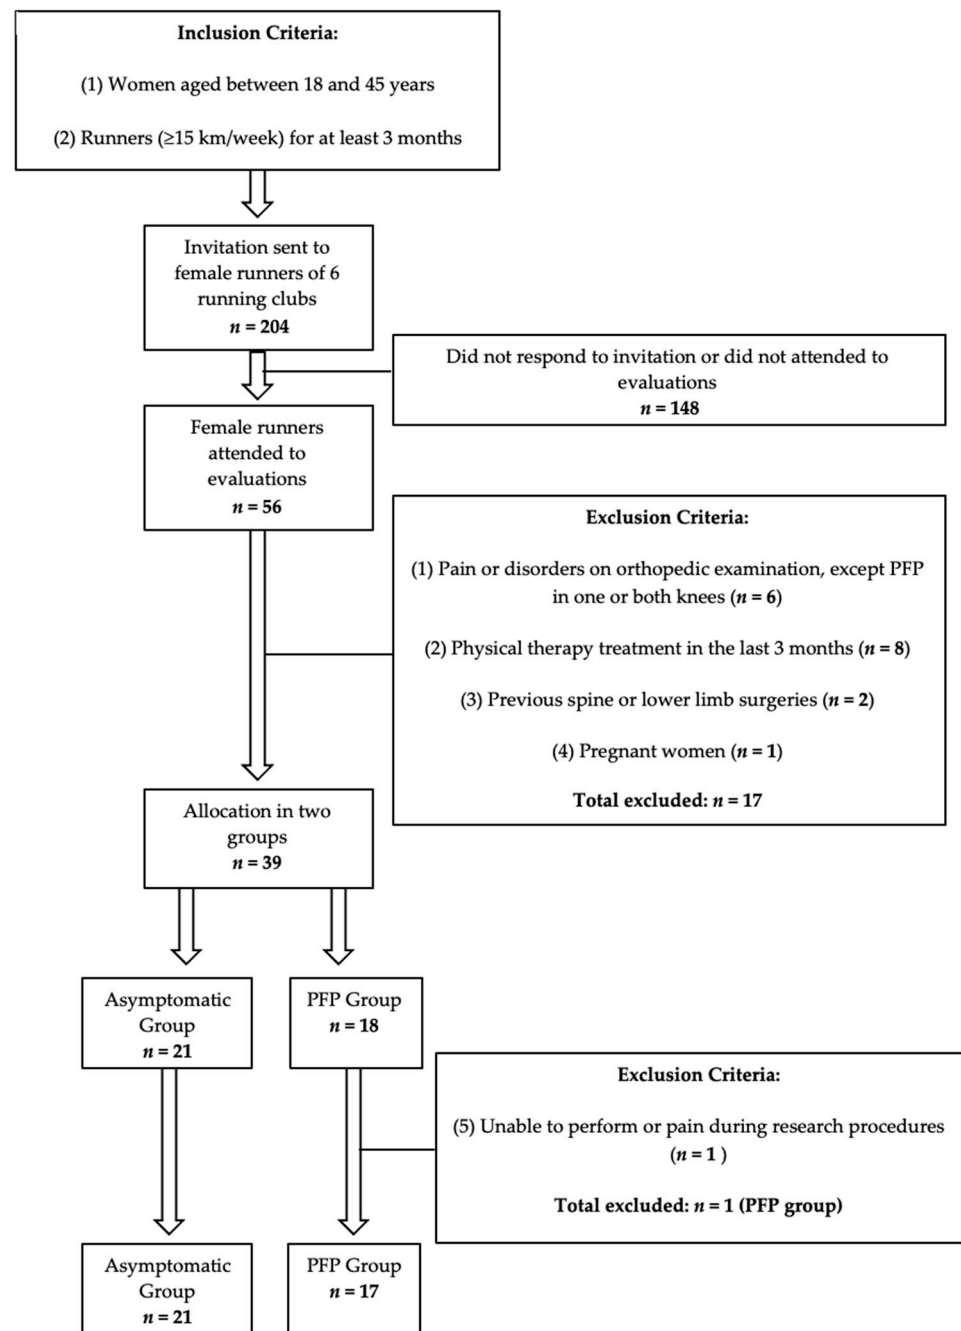 Inclusion Criteria:
(1) Women aged between 18 and 45 years
(2) Runners (≥15 km/week) for at least 3 months
Invitation sent to
female runners of 6
running clubs
n = 204
Did not respond to invitation or did not attended to
evaluations
n = 148
Female runners
attended to
evaluations
n = 56
Exclusion Criteria:
(1) Pain or disorders on orthopedic examination, except PFP
in one or both knees (n = 6)
(2) Physical therapy treatment in the last 3 months (n = 8)
(3) Previous spine or lower limb surgeries (n = 2)
(4) Pregnant women (n = 1)
Total excluded: n = 17
Allocation in two
groups
n = 39
Asymptomatic
Group
n = 21
PFP Group
n = 18
Exclusion Criteria:
(5) Unable to perform or pain during research procedures
(n = 1 )
Total excluded: n = 1 (PFP group)
Asymptomatic
Group
n = 21
PFP Group
n = 17